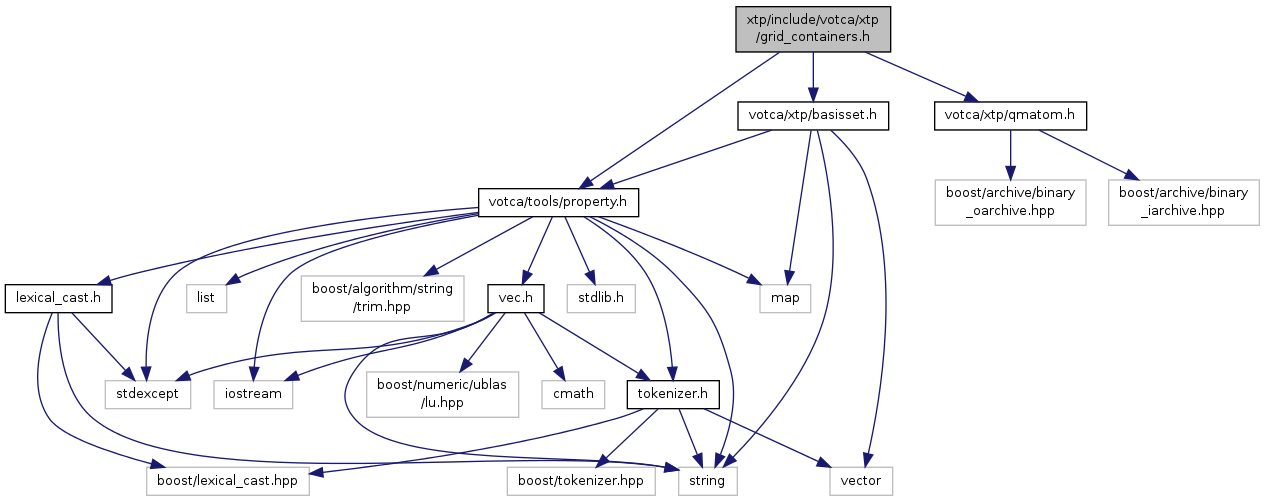 xtp/include/votca/xtp
/grid_containers.h
votca/xtp/basisset.h
votca/xtp/qmatom.h
votca/tools/property.h
boost/archive/binary
_oarchive.hpp
boost/archive/binary
_iarchive.hpp
lexical_cast.h
list
boost/algorithm/string
/trim.hpp
vec.h
stdlib.h
map
stdexcept
iostream
boost/numeric/ublas
/lu.hpp
cmath
tokenizer.h
boost/lexical_cast.hpp
boost/tokenizer.hpp
string
vector